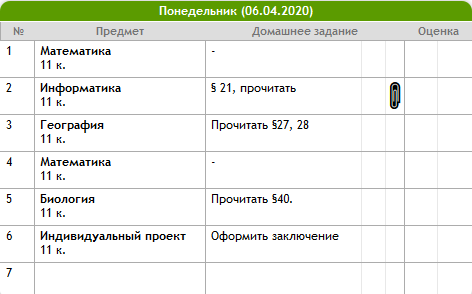 Понедельник (06.04.2020)
№ Предмет Домашнее задание Оценка
1 Математика -
11 к.
2 Информатика § 21, прочитать
11 к.
3 География Прочитать §27, 28
11 к.
4 Математика -
11 к.
5 Биология Прочитать §40.
11 к.
6 Индивидуальный проект Оформить заключение
11 к.
7